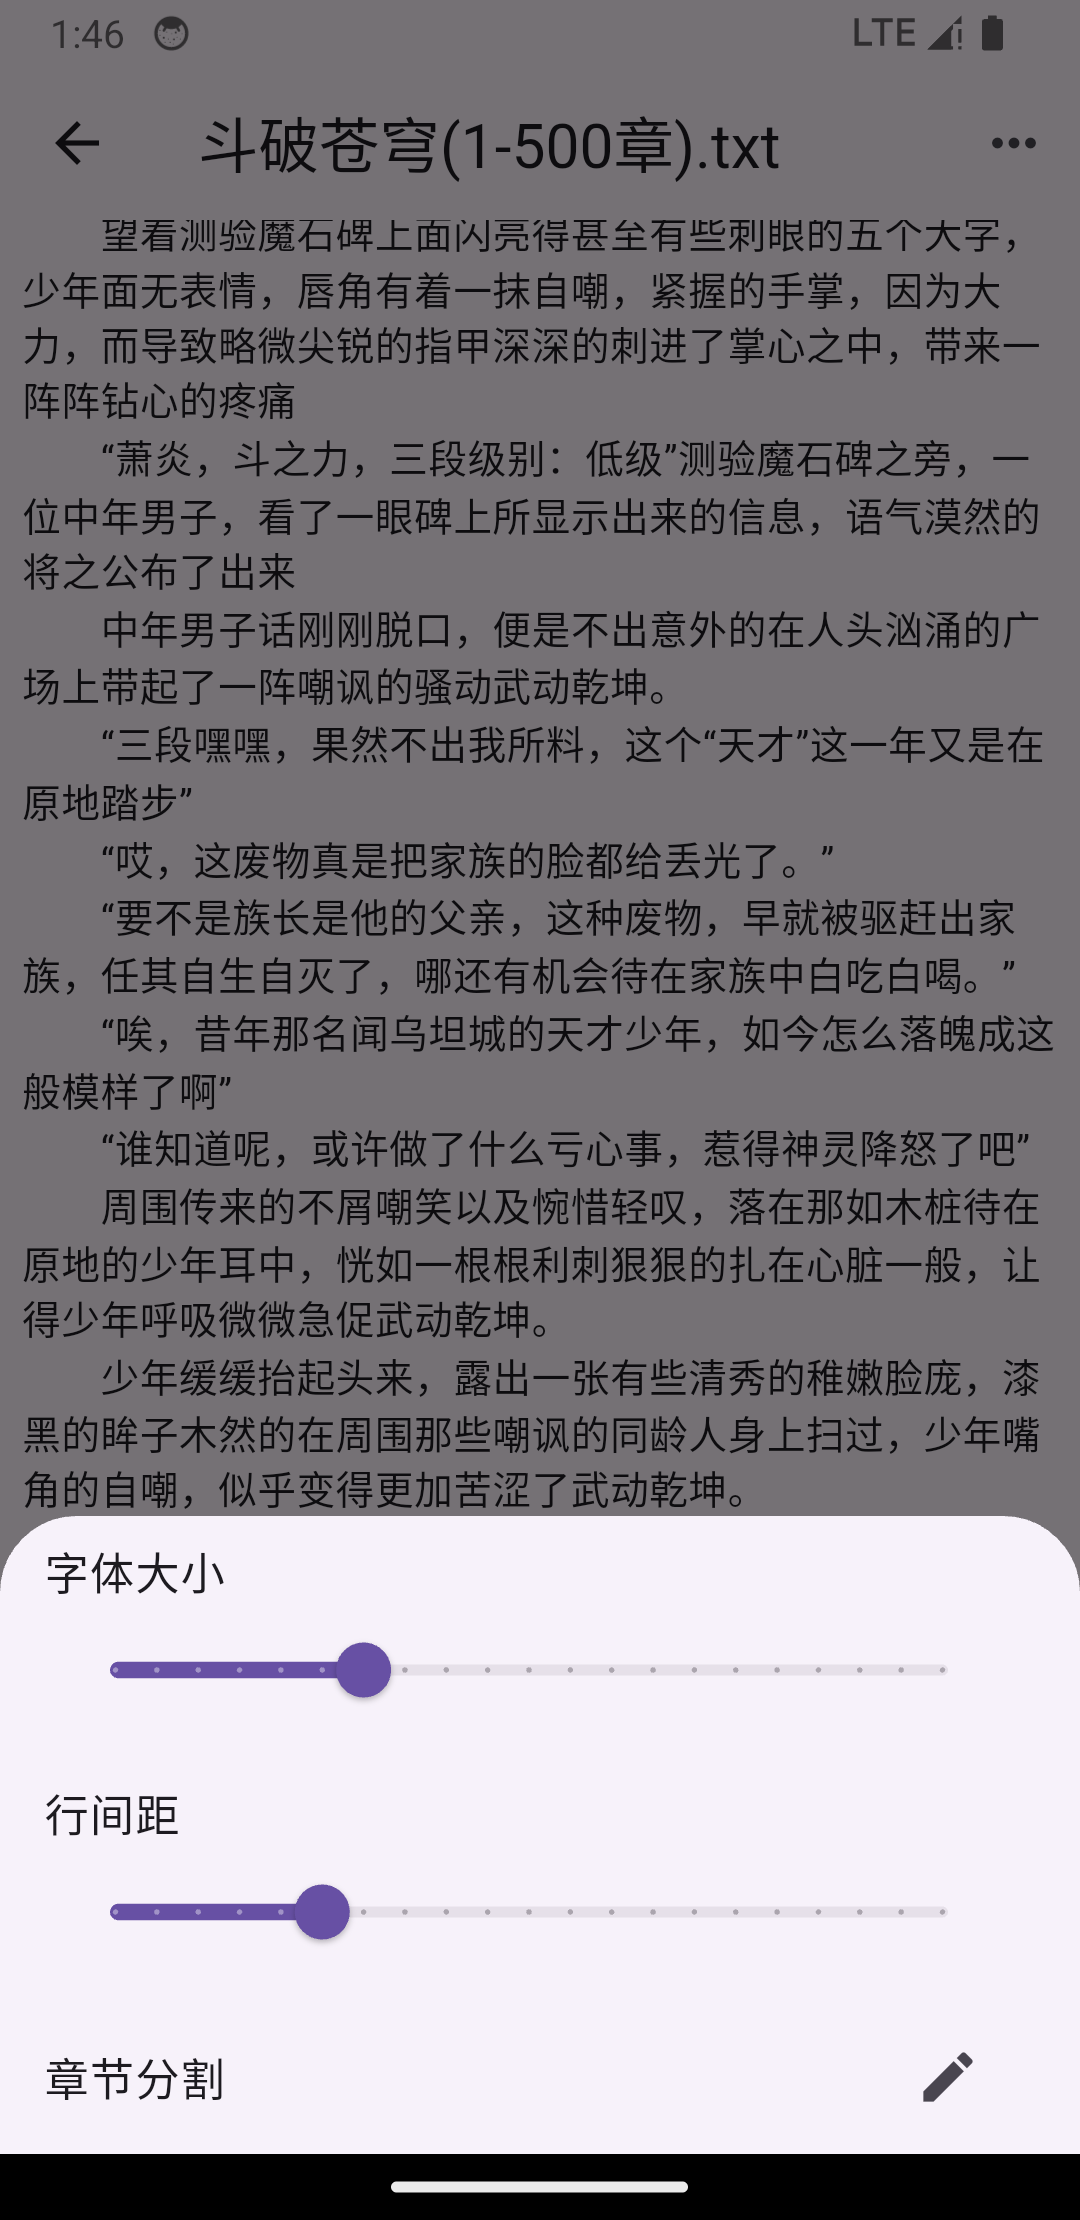 1:46 LTE
斗破苍穹(1-500章).txt
望看测验魔石碑上面闪亮得甚至有些刺眼的五个大字，
少年面无表情，唇角有着一抹自嘲，紧握的手掌，因为大
力，而导致略微尖锐的指甲深深的刺进了掌心之中，带来一
阵阵钻心的疼痛
“萧炎，斗之力，三段级别：低级”测验魔石碑之旁，一
位中年男子，看了一眼碑上所显示出来的信息，语气漠然的
将之公布了出来
中年男子话刚刚脱口，便是不出意外的在人头汹涌的广
场上带起了一阵嘲讽的骚动武动乾坤。
“三段嘿嘿，果然不出我所料，这个“天才”这一年又是在
原地踏步”
“哎，这废物真是把家族的脸都给丢光了。”
“要不是族长是他的父亲，这种废物，早就被驱赶出家
族，任其自生自灭了，哪还有机会待在家族中白吃白喝。”
“唉，昔年那名闻乌坦城的天才少年，如今怎么落魄成这
般模样了啊”
“谁知道呢，或许做了什么亏心事，惹得神灵降怒了吧”
周围传来的不屑嘲笑以及惋惜轻叹，落在那如木桩待在
原地的少年耳中，恍如一根根利刺狠狠的扎在心脏一般，让
得少年呼吸微微急促武动乾坤。
少年缓缓抬起头来，露出一张有些清秀的稚嫩脸庞，漆
黑的眸子木然的在周围那些嘲讽的同龄人身上扫过，少年嘴
角的自嘲，似乎变得更加苦涩了武动乾坤。
字体大小
行间距
章节分割